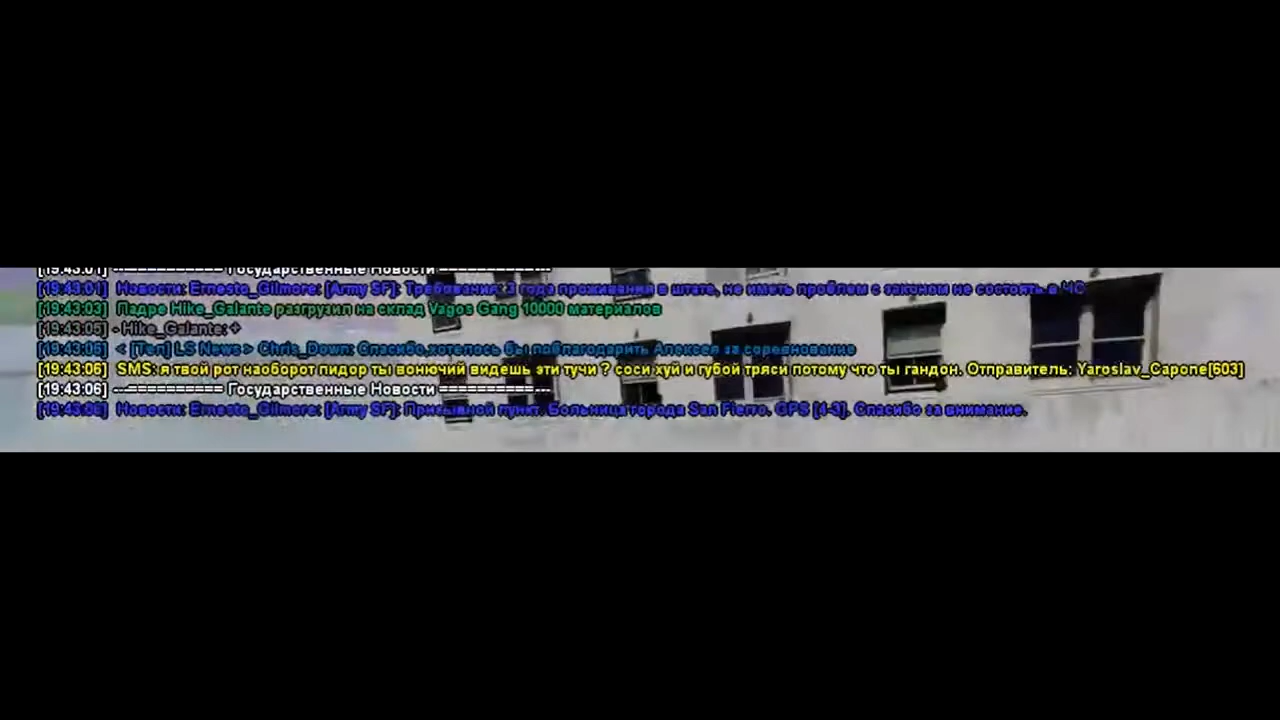 [19:43:01] ============ Государственные Новости ============
[19:43:01] Новости: Ernesto_Gilmore: [Army SF]: Требования: 3 года проживания в штате, не иметь проблем с законом не состоять в ЧС
[19:43:03] Падре Hike_Galante разгрузил на склад Vagos Gang 10000 материалов
[19:43:05] - Hike_Galante: +
[19:43:06] < [Тел] LS News > Chris_Down: Спасибо,хотелось бы поблагодарить Алексея за соревнование
[19:43:06] SMS: я твой рот наоборот пидор ты вонючий видешь эти тучи ? соси хуй и губой тряси потому что ты гандон. Отправитель: Yaroslav_Capone[603]
[19:43:06] ---=========== Государственные Новости ===========---
[19:43:06] Новости: Ernesto_Gilmore: [Army SF]: Призывной пункт: Больница города San Fierro. GPS [4-3]. Спасибо за внимание.